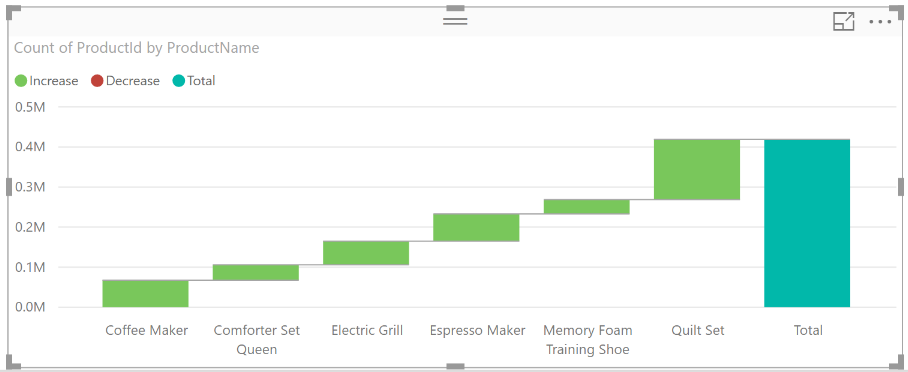 Count of ProductId by ProductName
Increase Decrease Total
0.5M
0.4M
0.3M
0.2M
0.1M
0.0M
Coffee Maker Comforter Set Electric Grill Espresso Maker Memory Foam Quilt Set Total
Queen Training Shoe